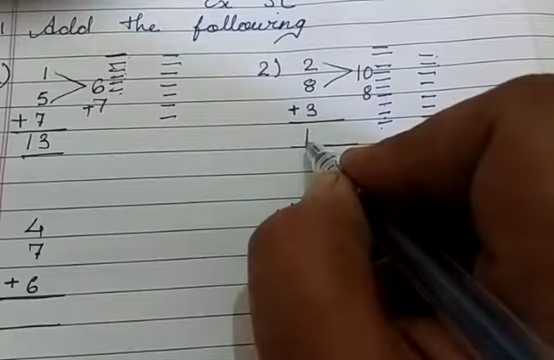 Add the following
1 6 2) 2 10
5 +7 8 8
+ 7 + 3
13 1
4
7
+ 6